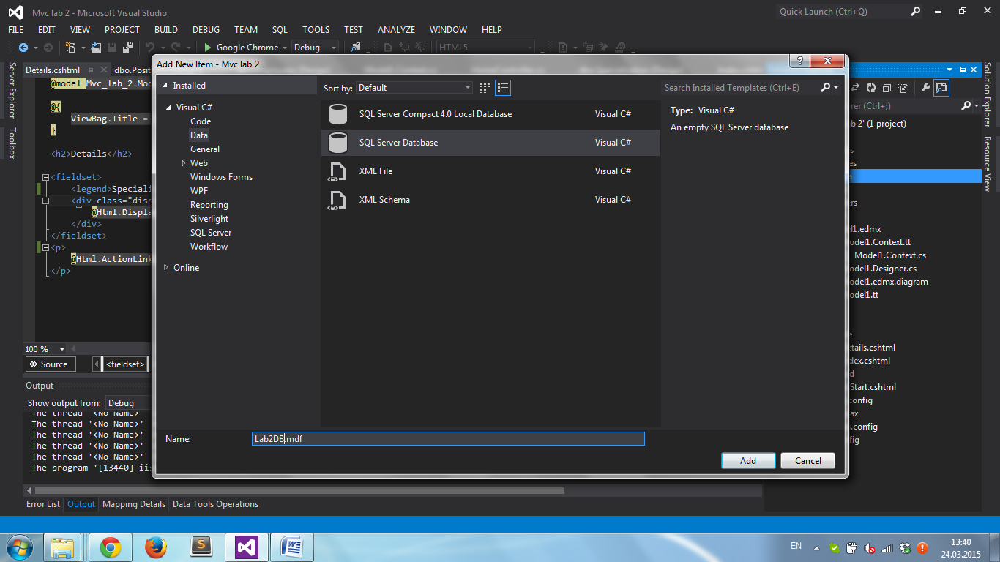 Mvc lab 2 - Microsoft Visual Studio
Quick Launch (Ctrl+Q)
FILE EDIT VIEW PROJECT BUILD DEBUG TEAM SQL TOOLS TEST ANALYZE WINDOW HELP
Google Chrome Debug HTML5
Server Explorer
Toolbox
Details.cshtml dbo.Posit
@model Mvc_lab_2.Mod
@{
ViewBag.Title =
}
<h2>Details</h2>
<fieldset>
<legend>Speciali
<div class="disp
@Html.Displa
</div>
</fieldset>
<p>
@Html.ActionLink
</p>
100 %
Source <fieldset>
Output
Show output from: Debug
The thread '<No Name>'
The thread '<No Name>'
The thread '<No Name>'
The thread '<No Name>'
The thread '<No Name>'
The program '[13440] iis
Error List Output Mapping Details Data Tools Operations
Add New Item - Mvc lab 2
?
Installed
Visual C#
Code
Data
General
Web
Windows Forms
WPF
Reporting
Silverlight
SQL Server
Workflow
Online
Sort by: Default
Search Installed Templates (Ctrl+E)
SQL Server Compact 4.0 Local Database Visual C#
SQL Server Database Visual C#
XML File Visual C#
XML Schema Visual C#
Type: Visual C#
An empty SQL Server database
Name: Lab2DB.mdf
Add Cancel
rer (Ctrl+;)
b 2' (1 project)
s
es
a
ers
l1.edmx
odel1.Context.tt
Model1.Context.cs
odel1.Designer.cs
odel1.edmx.diagram
odel1.tt
e
etails.cshtml
dex.cshtml
d
Start.cshtml
config
ax
.config
fig
Solution Explorer
Resource View
EN
13:40
24.03.2015